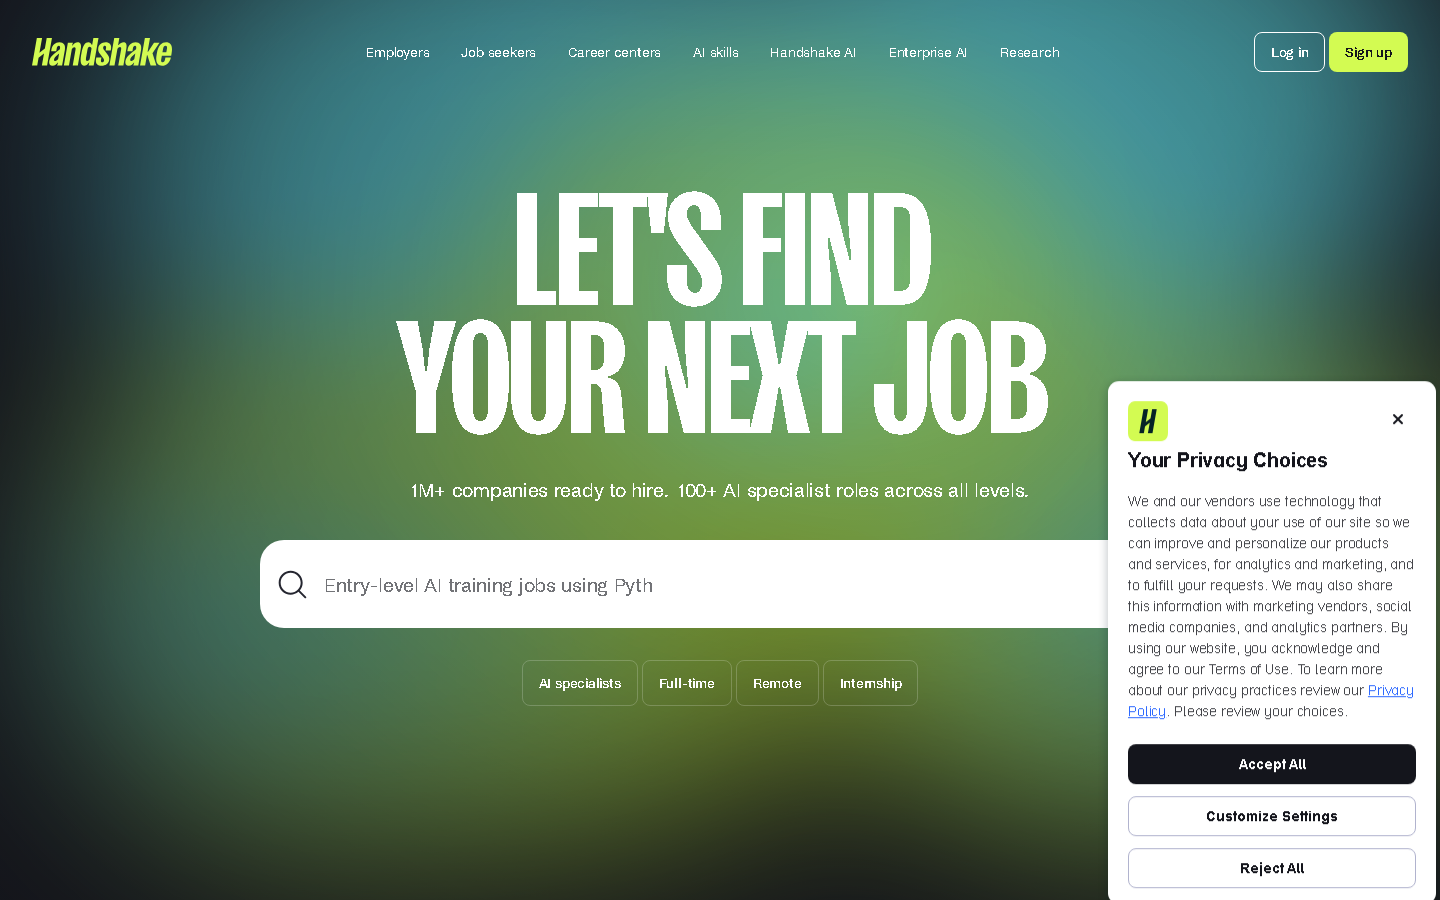 Handshake
Employers
Job seekers
Career centers
AI skills
Handshake AI
Enterprise AI
Research
Log in
Sign up
LET'S FIND
YOUR NEXT JOB
1M+ companies ready to hire. 100+ AI specialist roles across all levels.
Entry-level AI training jobs using Pyth
AI specialists
Full-time
Remote
Internship
H
Your Privacy Choices
We and our vendors use technology that
collects data about your use of our site so we
can improve and personalize our products
and services, for analytics and marketing, and
to fulfill your requests. We may also share
this information with marketing vendors, social
media companies, and analytics partners. By
using our website, you acknowledge and
agree to our Terms of Use. To learn more
about our privacy practices review our Privacy
Policy. Please review your choices.
Accept All
Customize Settings
Reject All